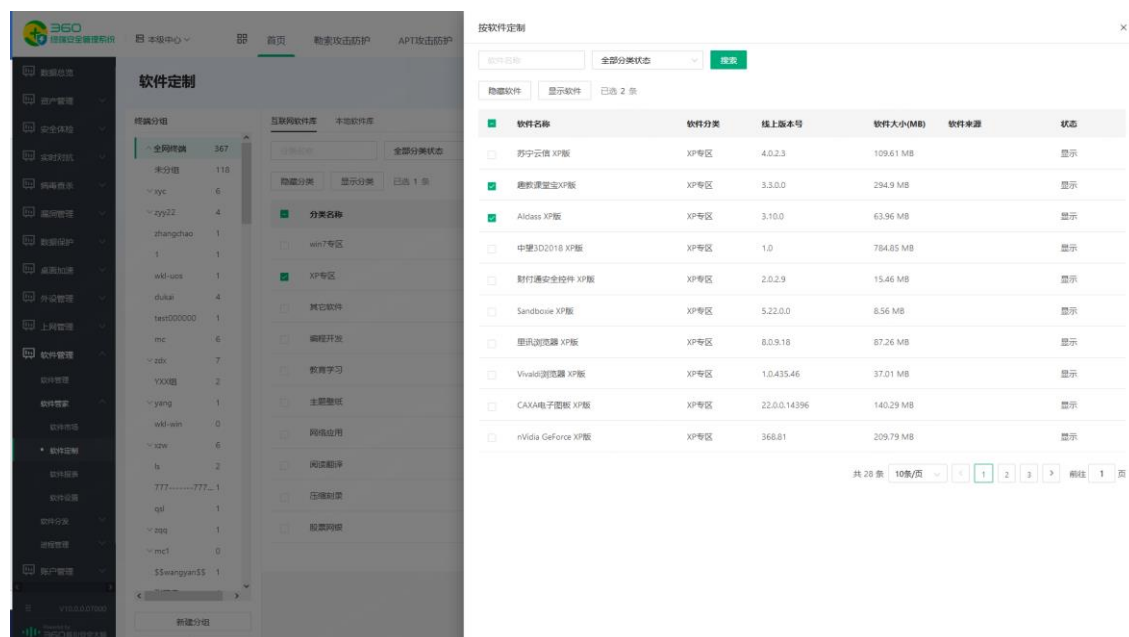 360
终端安全管理系统
本级中心
首页
勒索攻击防护
APT攻击防护
数据总览
资产管理
安全体检
实时对抗
病毒查杀
漏洞管理
数据保护
桌面加速
外设管理
上网管理
软件管理
软件管理
软件管家
软件市场
软件定制
软件报表
软件设置
软件分发
进程管理
账户管理
V10.0.0.01000
软件定制
终端分组
全网终端 367
未分组 118
xyc 6
zyy22 4
zhangchao 1
1 1
wld-uos 1
dukai 4
test000000 1
mc 6
zdx 7
YXX组 2
yang 1
wkl-win 0
szw 6
fs 2
777-------777... 1
qsl 1
zqq 1
mc1 0
$$wangyan$$ 1
新建分组
互联网软件库 本地软件库
分类名称 全部分类状态
隐藏分类 显示分类 已选 1 条
分类名称
win7专区
XP专区
其它软件
编程开发
教育学习
主题壁纸
网络应用
阅读翻译
压缩刻录
股票网银
按软件定制
软件名称 全部分类状态 搜索
隐藏软件 显示软件 已选 2 条
软件名称 软件分类 线上版本号 软件大小(MB) 软件来源 状态
苏宁云信 XP版 XP专区 4.0.2.3 109.61 MB 显示
趣教课堂宝XP版 XP专区 3.3.0.0 294.9 MB 显示
Aldass XP版 XP专区 3.10.0 63.96 MB 显示
中望3D2018 XP版 XP专区 1.0 784.85 MB 显示
财付通安全控件 XP版 XP专区 2.0.2.9 15.46 MB 显示
Sandboxie XP版 XP专区 5.22.0.0 8.56 MB 显示
里讯浏览器 XP版 XP专区 8.0.9.18 87.26 MB 显示
Vivaldi浏览器 XP版 XP专区 1.0.435.46 37.01 MB 显示
CAXA电子图板 XP版 XP专区 22.0.0.14396 140.29 MB 显示
nVidia GeForce XP版 XP专区 368.81 209.79 MB 显示
共 28 条 10条/页 1 2 3 前往 1 页